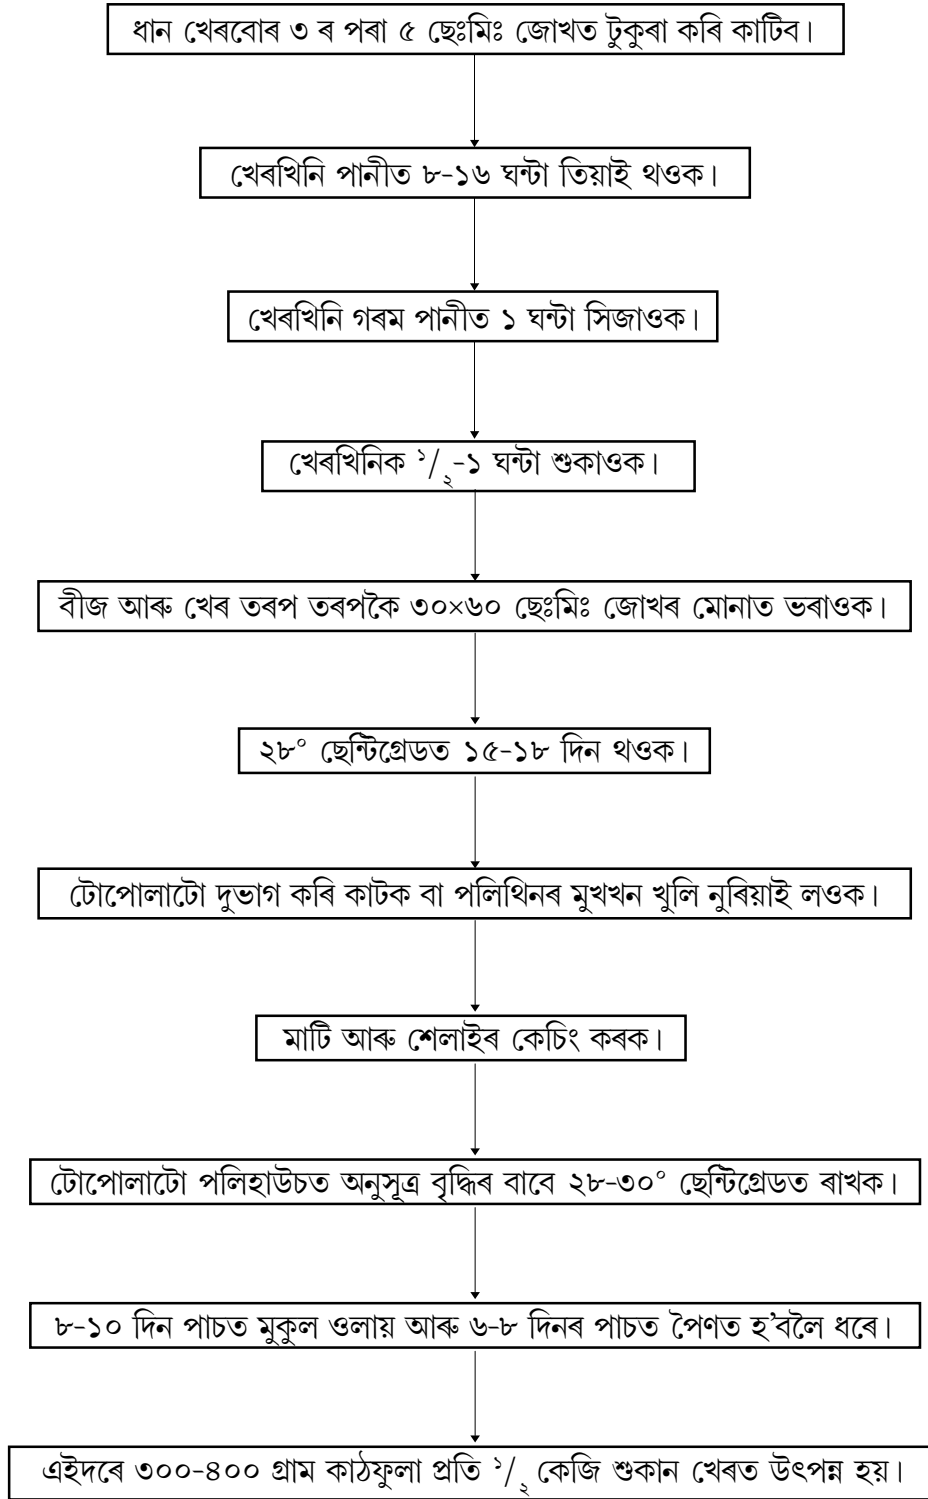 ধান খেৰবোৰ ৩ ৰ পৰা ৫ ছেঃমিঃ জোখত টুকুৰা কৰি কাটিব।
খেৰখিনি পানীত ৮-১৬ ঘন্টা তিয়াই থওক।
খেৰখিনি গৰম পানীত ১ ঘন্টা সিজাওক।
খেৰখিনিক ১/২-১ ঘন্টা শুকাওক।
বীজ আৰু খেৰ তৰপ তৰপকৈ ৩০×৬০ ছেঃমিঃ জোখৰ মোনাত ভৰাওক।
২৮° ছেন্টিগ্ৰেডত ১৫-১৮ দিন থওক।
টোপোলাটো দুভাগ কৰি কাটক বা পলিথিনৰ মুখখন খুলি নুৰিয়াই লওক।
মাটি আৰু শেলাইৰ কেচিং কৰক।
টোপোলাটো পলিহাউচত অনুসূত্ৰ বৃদ্ধিৰ বাবে ২৮-৩০° ছেন্টিগ্ৰেডত ৰাখক।
৮-১০ দিন পাচত মুকুল ওলায় আৰু ৬-৮ দিনৰ পাচত পৈণত হ'বলৈ ধৰে।
এইদৰে ৩০০-৪০০ গ্ৰাম কাঠফুলা প্ৰতি ১/২ কেজি শুকান খেৰত উৎপন্ন হয়।